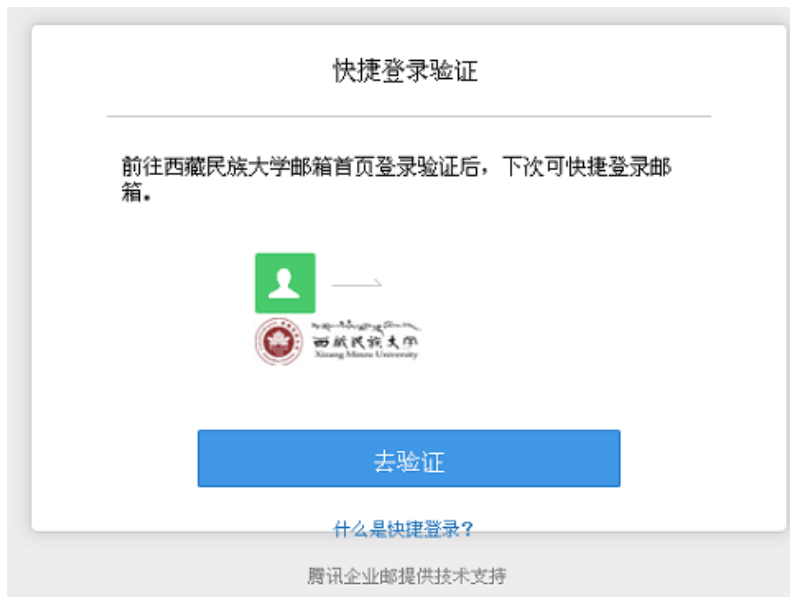 快捷登录验证
前往西藏民族大学邮箱首页登录验证后，下次可快捷登录邮
箱。
西藏民族大学
Xizang Minzu University
去验证
什么是快捷登录？
腾讯企业邮提供技术支持